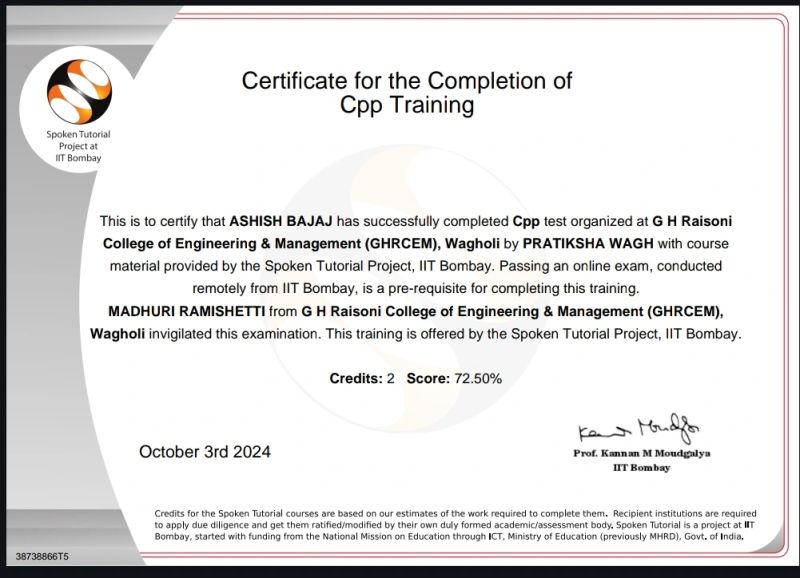 Spoken Tutorial
Project at
IIT Bombay
Certificate for the Completion of
Cpp Training
This is to certify that ASHISH BAJAJ has successfully completed Cpp test organized at G H Raisoni
College of Engineering & Management (GHRCEM), Wagholi by PRATIKSHA WAGH with course
material provided by the Spoken Tutorial Project, IIT Bombay. Passing an online exam, conducted
remotely from IIT Bombay, is a pre-requisite for completing this training.
MADHURI RAMISHETTI from G H Raisoni College of Engineering & Management (GHRCEM),
Wagholi invigilated this examination. This training is offered by the Spoken Tutorial Project, IIT Bombay.
Credits: 2 Score: 72.50%
October 3rd 2024
Prof. Kannan M Moudgalya
IIT Bombay
Credits for the Spoken Tutorial courses are based on our estimates of the work required to complete them. Recipient institutions are required
to apply due diligence and get them ratified/modified by their own duly formed academic/assessment body. Spoken Tutorial is a project at IIT
Bombay, started with funding from the National Mission on Education through ICT, Ministry of Education (previously MHRD), Govt. of India.
38738866T5